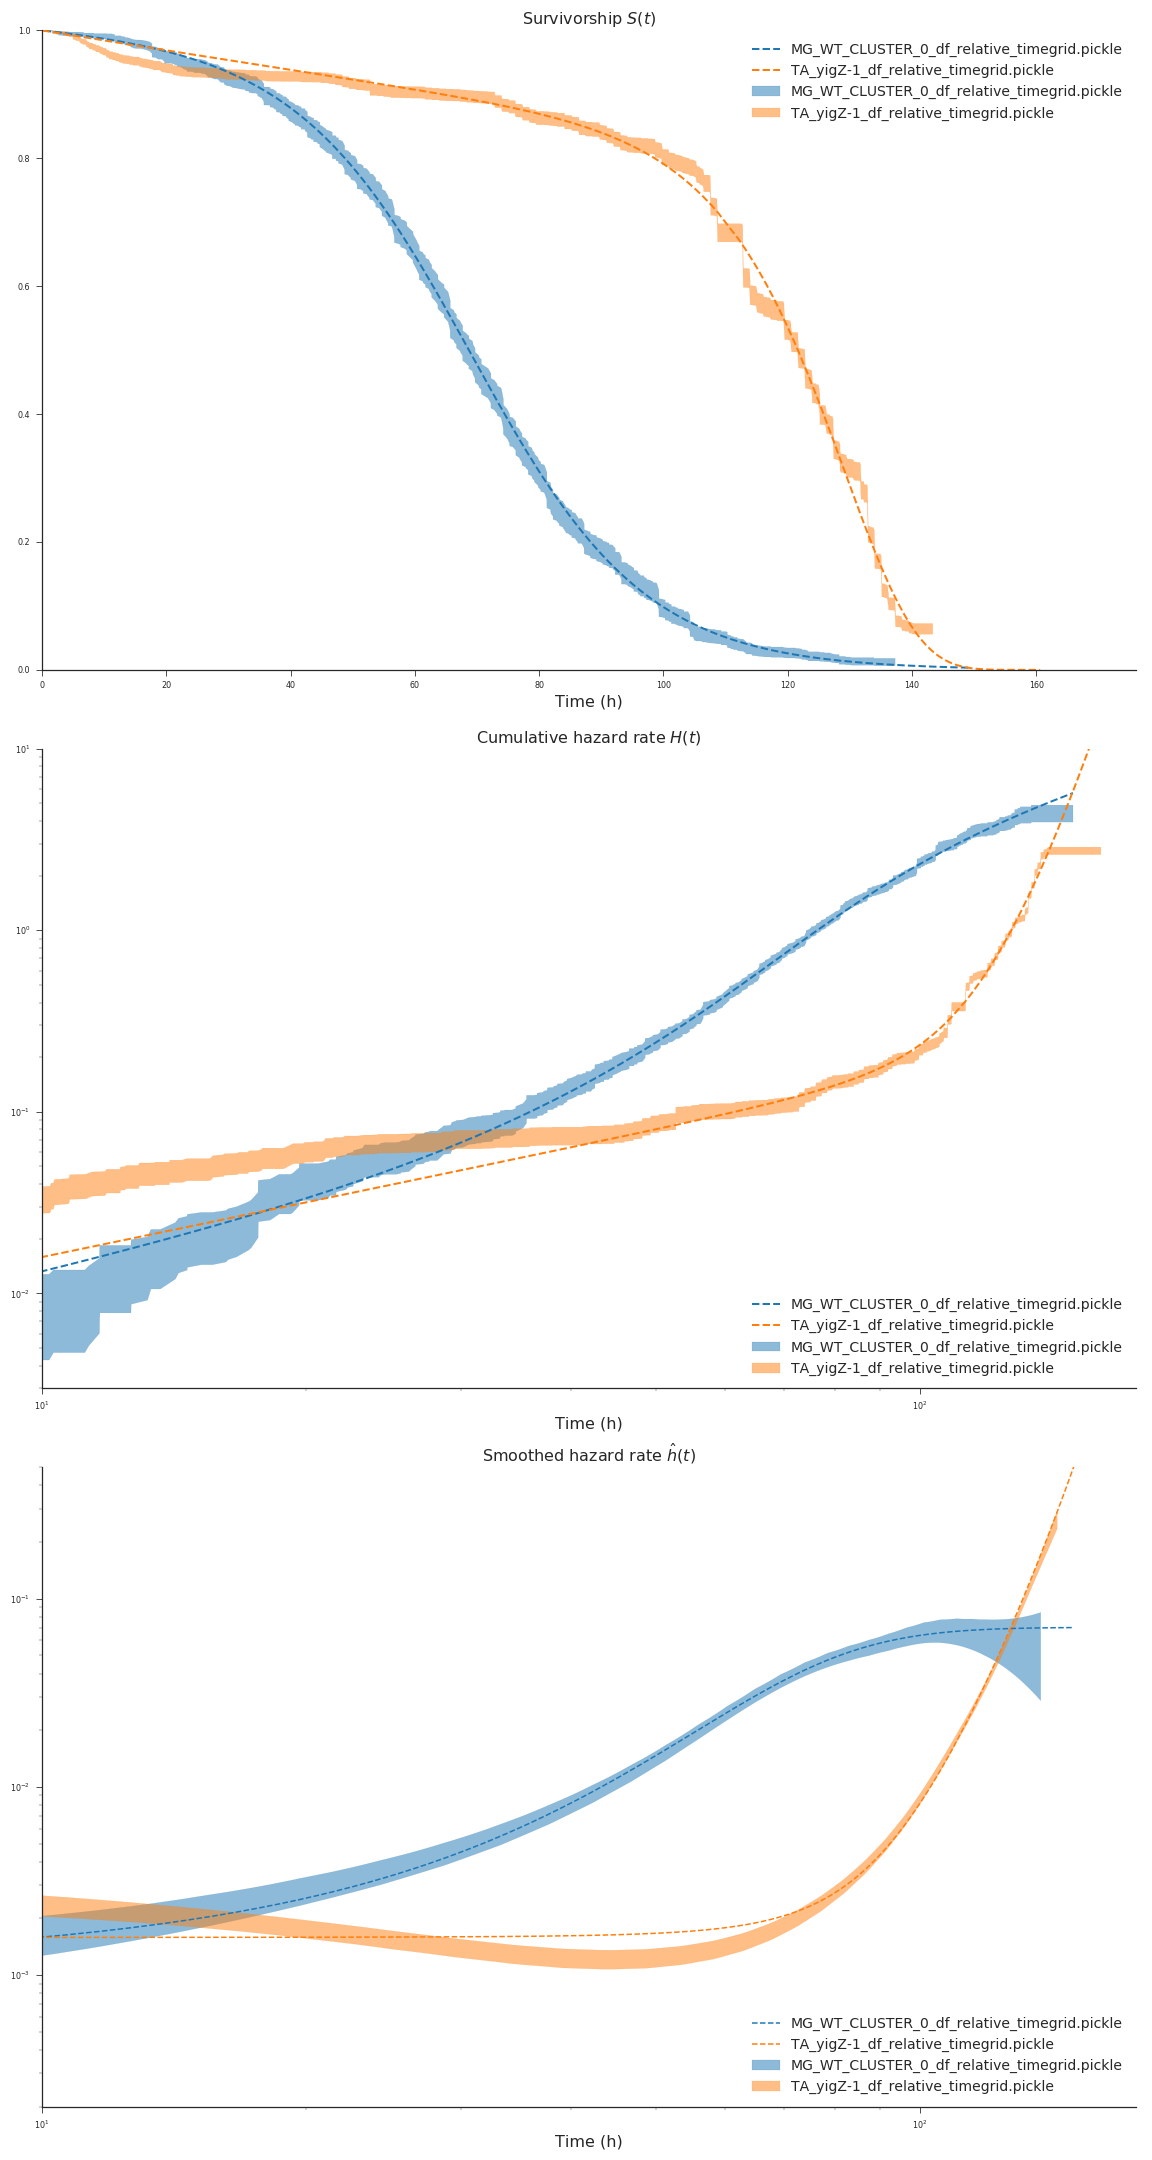 Survivorship S(t)
1.0
0.8
0.6
0.4
0.2
0.0
MG_WT_CLUSTER_0_df_relative_timegrid.pickle
TA_yigZ-1_df_relative_timegrid.pickle
MG_WT_CLUSTER_0_df_relative_timegrid.pickle
TA_yigZ-1_df_relative_timegrid.pickle
0 20 40 60 80 100 120 140 160
Time (h)
Cumulative hazard rate H(t)
10¹
10⁰
10⁻¹
10⁻²
MG_WT_CLUSTER_0_df_relative_timegrid.pickle
TA_yigZ-1_df_relative_timegrid.pickle
MG_WT_CLUSTER_0_df_relative_timegrid.pickle
TA_yigZ-1_df_relative_timegrid.pickle
10¹ 10²
Time (h)
Smoothed hazard rate ĥ(t)
10⁻¹
10⁻²
10⁻³
MG_WT_CLUSTER_0_df_relative_timegrid.pickle
TA_yigZ-1_df_relative_timegrid.pickle
MG_WT_CLUSTER_0_df_relative_timegrid.pickle
TA_yigZ-1_df_relative_timegrid.pickle
10¹ 10²
Time (h)